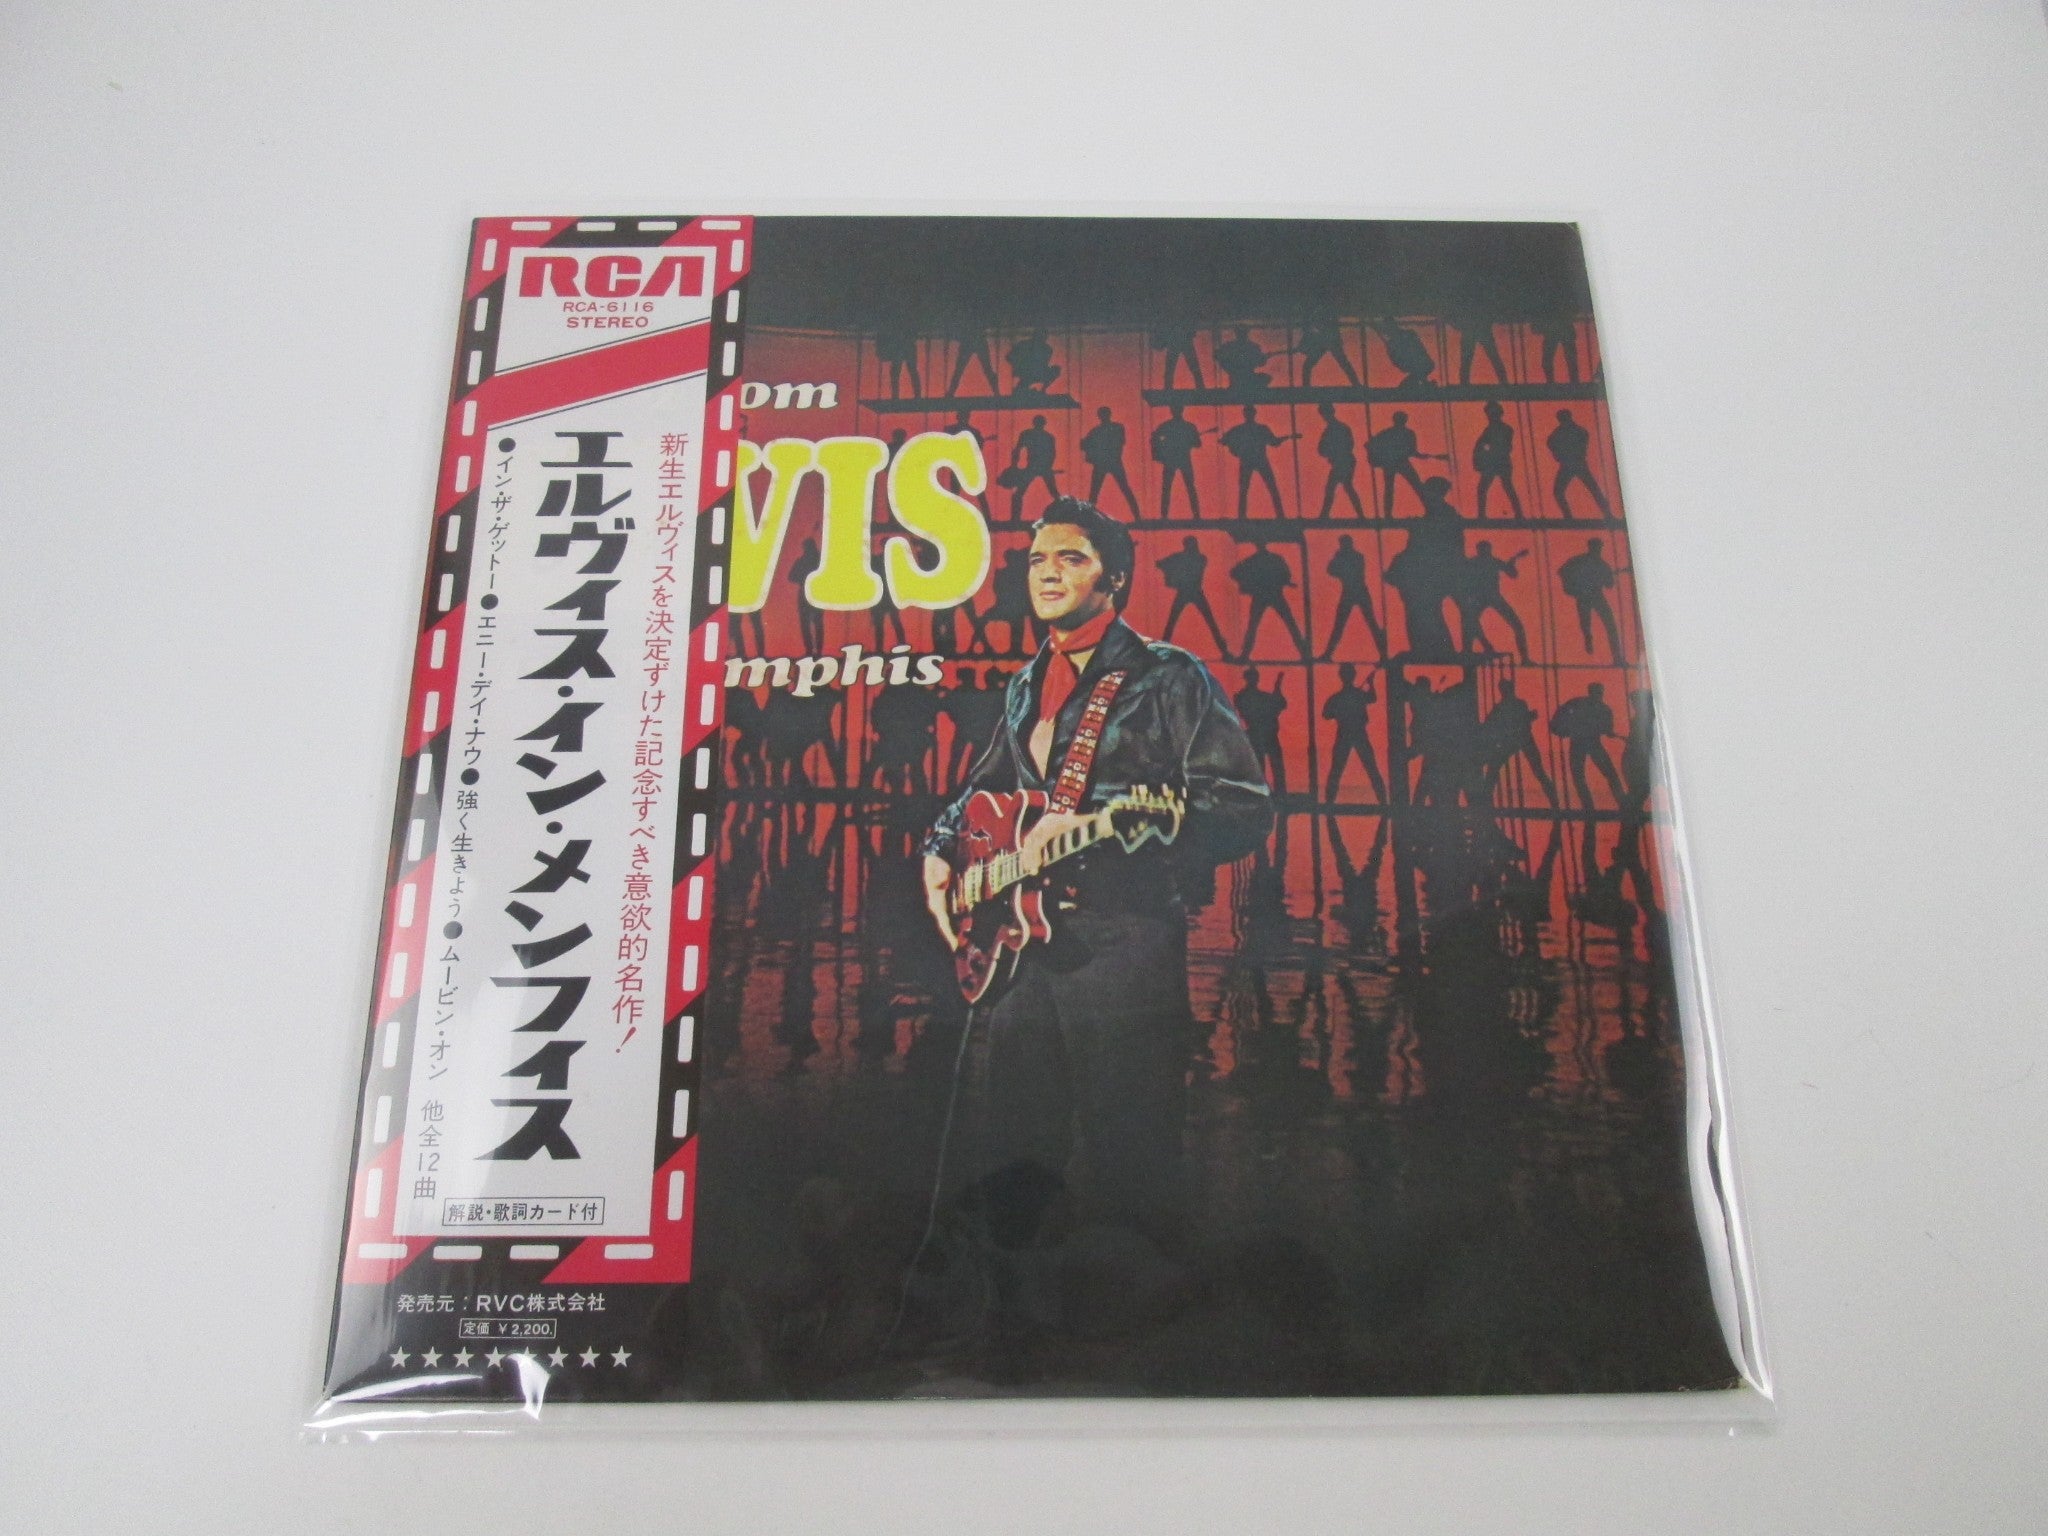 RCA
RCA-6116
STEREO
新生エルヴィスを決定ずけた記念すべき意欲的名作!
エルヴィス・イン・メンフィス
●イン・ザ・ゲットー●エニー・デイ・ナウ●強く生きよう●ムービン・オン 他全12曲
解説・歌詞カード付
発売元:RVC株式会社
定価 ¥2,200.
★★★★★★★★
om
VIS
mphis